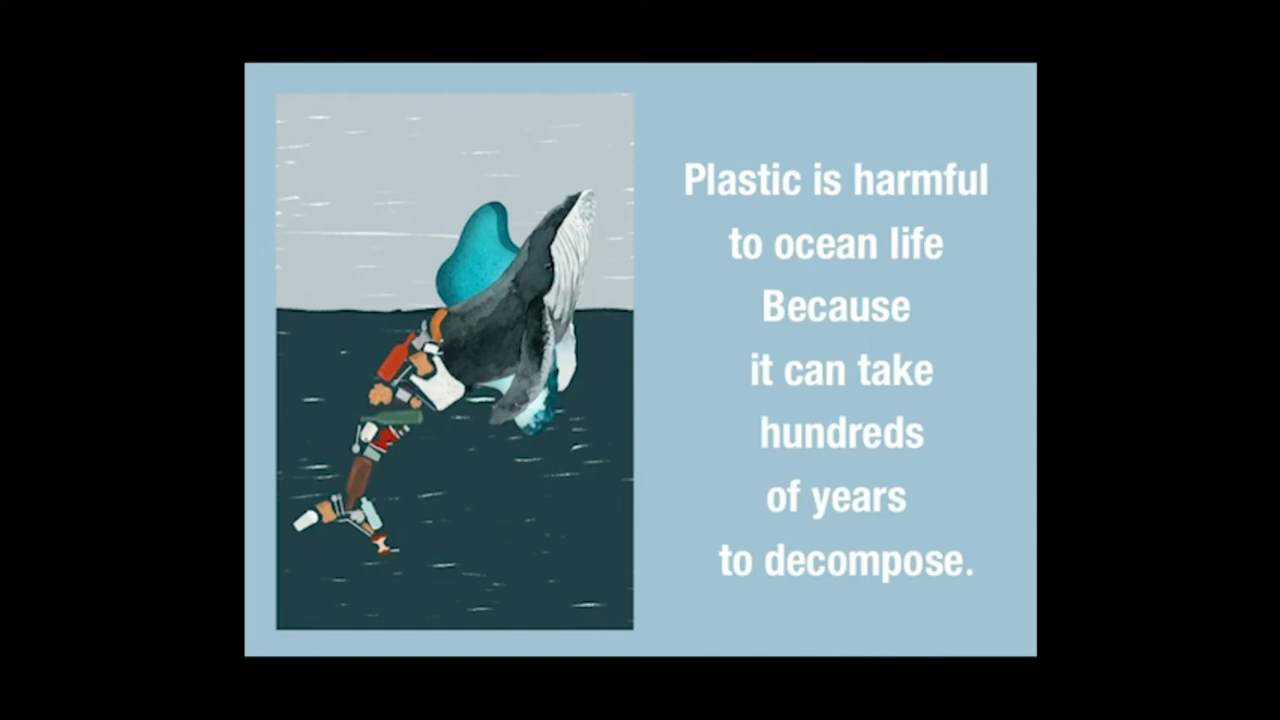 Plastic is harmful
to ocean life
Because
it can take
hundreds
of years
to decompose.